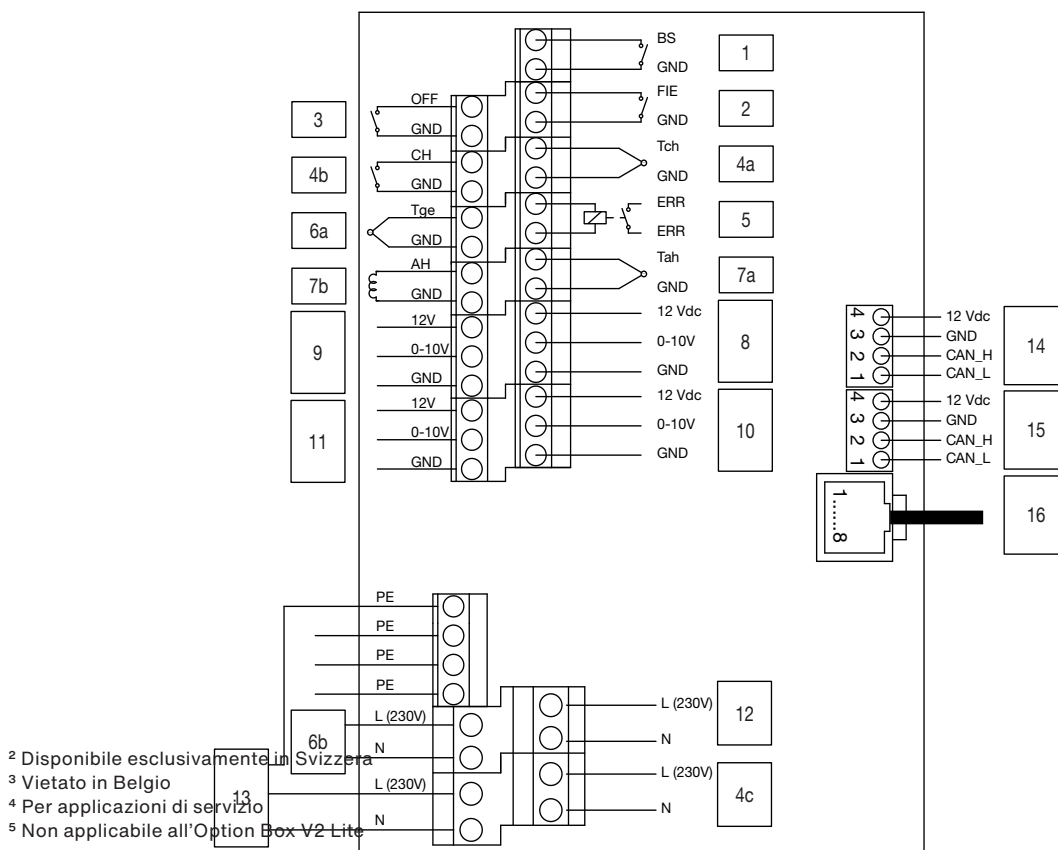 BS
1
GND
FIE
2
GND
OFF
3
GND
Tch
4a
GND
CH
4b
GND
ERR
5
ERR
Tge
6a
GND
Tah
7a
GND
AH
7b
GND
12 Vdc
8
0-10V
GND
12V
9
0-10V
GND
12 Vdc
10
0-10V
GND
12V
11
0-10V
GND
4 12 Vdc
3 GND
14
2 CAN_H
1 CAN_L
4 12 Vdc
3 GND
15
2 CAN_H
1 CAN_L
1......8
16
PE
PE
PE
PE
L (230V)
6b
N
L (230V)
13
N
L (230V)
12
N
L (230V)
4c
N
² Disponibile esclusivamente in Svizzera
³ Vietato in Belgio
⁴ Per applicazioni di servizio
⁵ Non applicabile all'Option Box V2 Lite